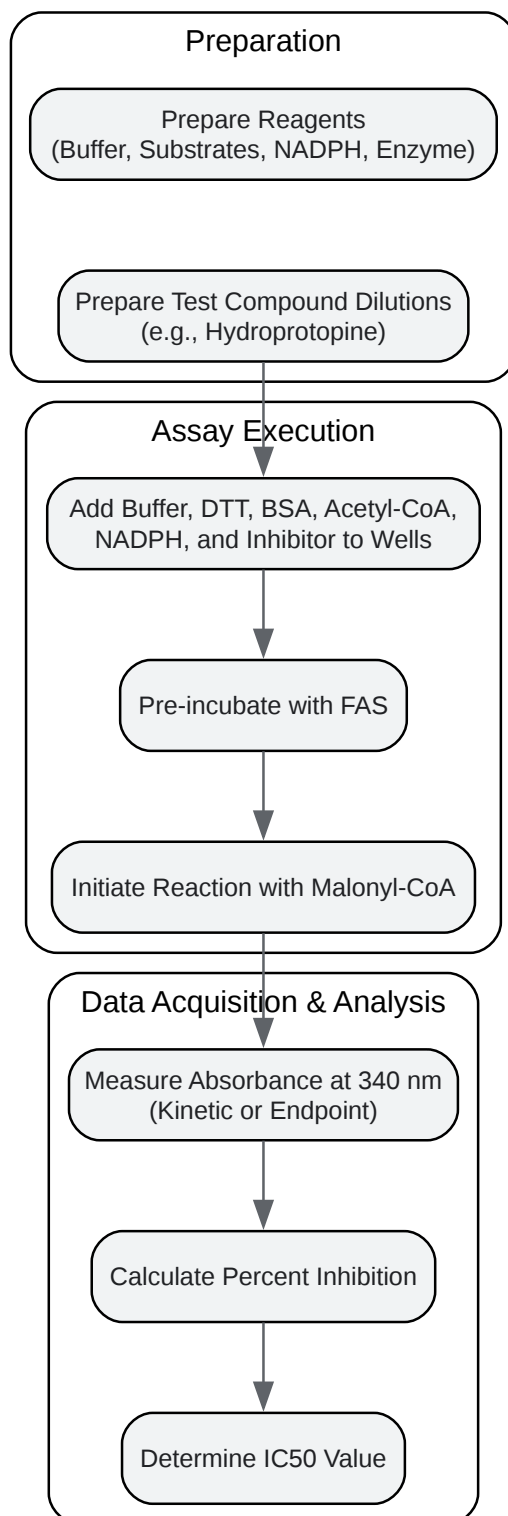 Preparation
Prepare Reagents
(Buffer, Substrates, NADPH, Enzyme)
Prepare Test Compound Dilutions
(e.g., Hydroprotopine)
Assay Execution
Add Buffer, DTT, BSA, Acetyl-CoA,
NADPH, and Inhibitor to Wells
Pre-incubate with FAS
Initiate Reaction with Malonyl-CoA
Data Acquisition & Analysis
Measure Absorbance at 340 nm
(Kinetic or Endpoint)
Calculate Percent Inhibition
Determine IC50 Value